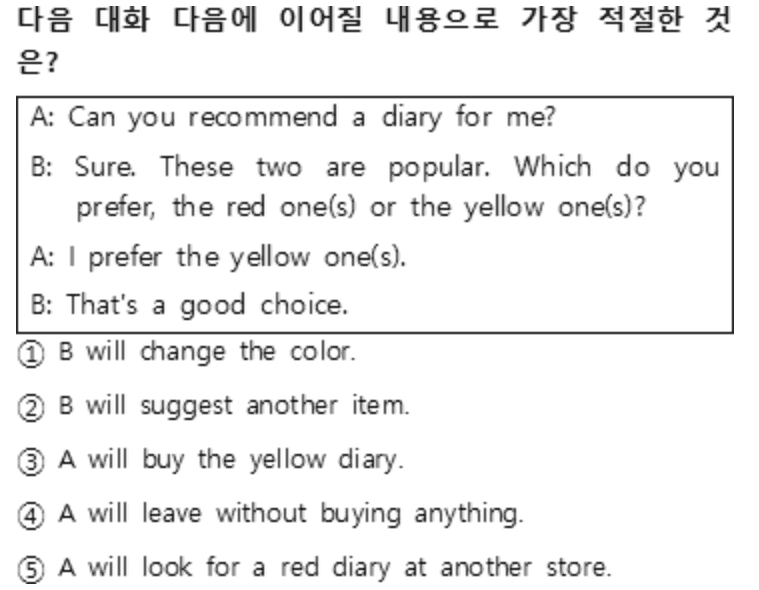 다음 대화 다음에 이어질 내용으로 가장 적절한 것
은?
A: Can you recommend a diary for me?
B: Sure. These two are popular. Which do you
prefer, the red one(s) or the yellow one(s)?
A: I prefer the yellow one(s).
B: That's a good choice.
① B will change the color.
② B will suggest another item.
③ A will buy the yellow diary.
④ A will leave without buying anything.
⑤ A will look for a red diary at another store.